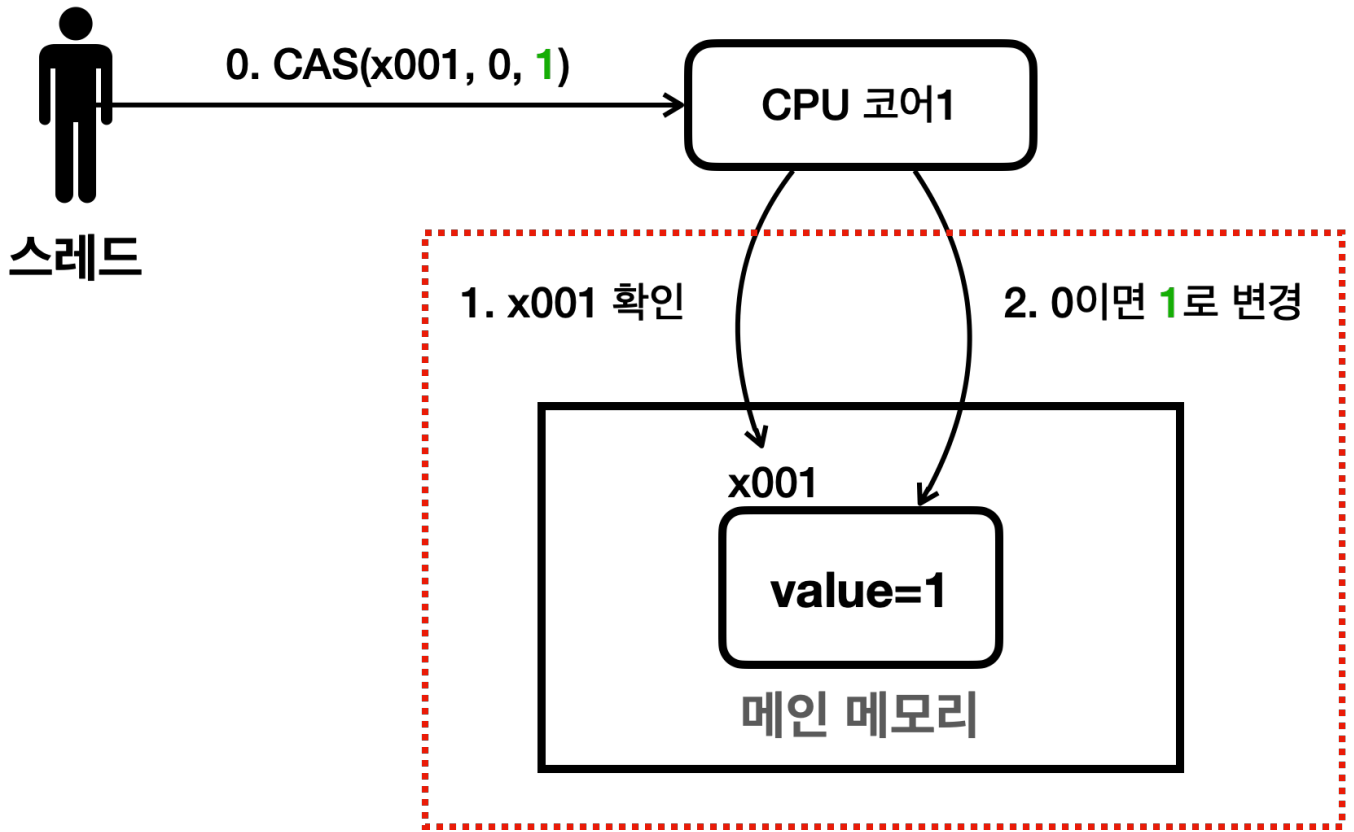 0. CAS(x001, 0, 1)
CPU 코어1
스레드
1. x001 확인
2. 0이면 1로 변경
x001
value=1
메인 메모리